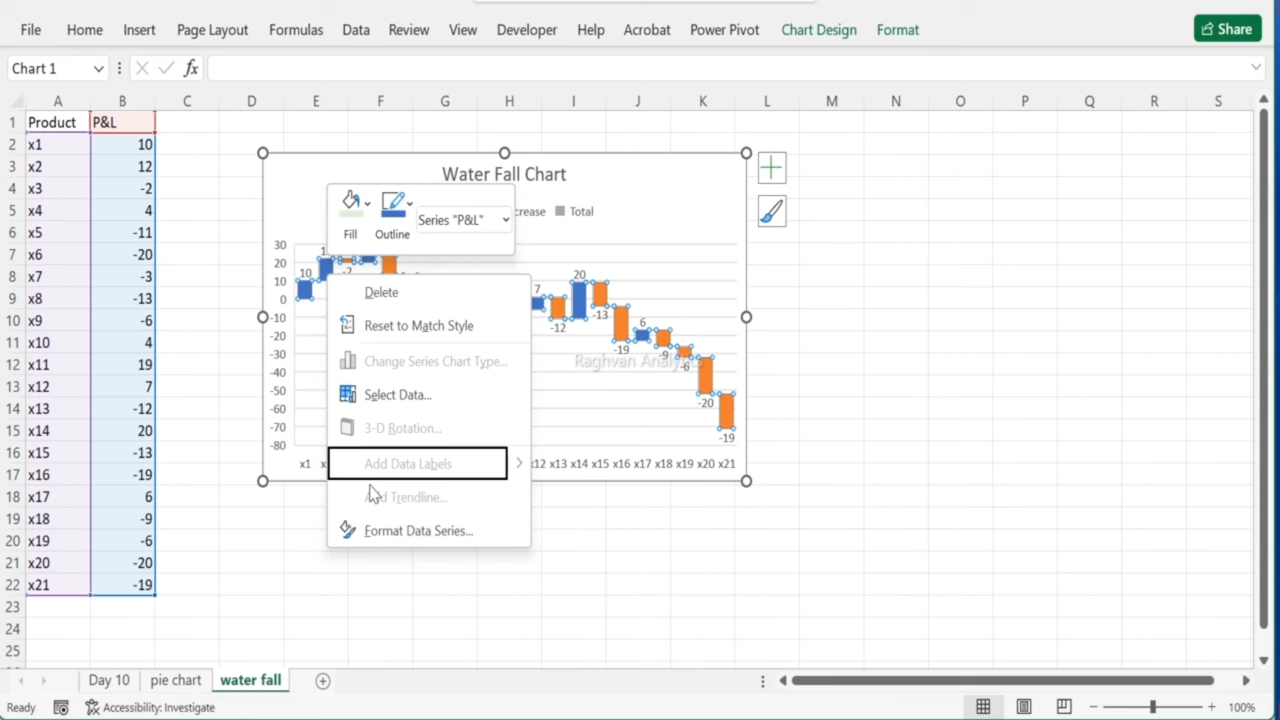 File Home Insert Page Layout Formulas Data Review View Developer Help Acrobat Power Pivot Chart Design Format Share
Chart 1 fx
A B C D E F G H I J K L M N O P Q R S
1 Product P&L
2 x1 10
3 x2 12
4 x3 -2
5 x4 4
6 x5 -11
7 x6 -20
8 x7 -3
9 x8 -13
10 x9 -6
11 x10 4
12 x11 19
13 x12 7
14 x13 -12
15 x14 20
16 x15 -13
17 x16 -19
18 x17 6
19 x18 -9
20 x19 -6
21 x20 -20
22 x21 -19
23
24
25
Water Fall Chart
Total
Fill
Outline
Series "P&L"
30
20
10
0
-10
-20
-30
-40
-50
-60
-70
-80
10
-2
7
-12
20
-13
-19
6
-9
-6
-20
-19
x1 x13 x14 x15 x16 x17 x18 x19 x20 x21
Raghvan Analytics
Delete
Reset to Match Style
Change Series Chart Type...
Select Data...
3-D Rotation...
Add Data Labels
Trendline...
Format Data Series...
Day 10 pie chart water fall
Ready Accessibility: Investigate 100%